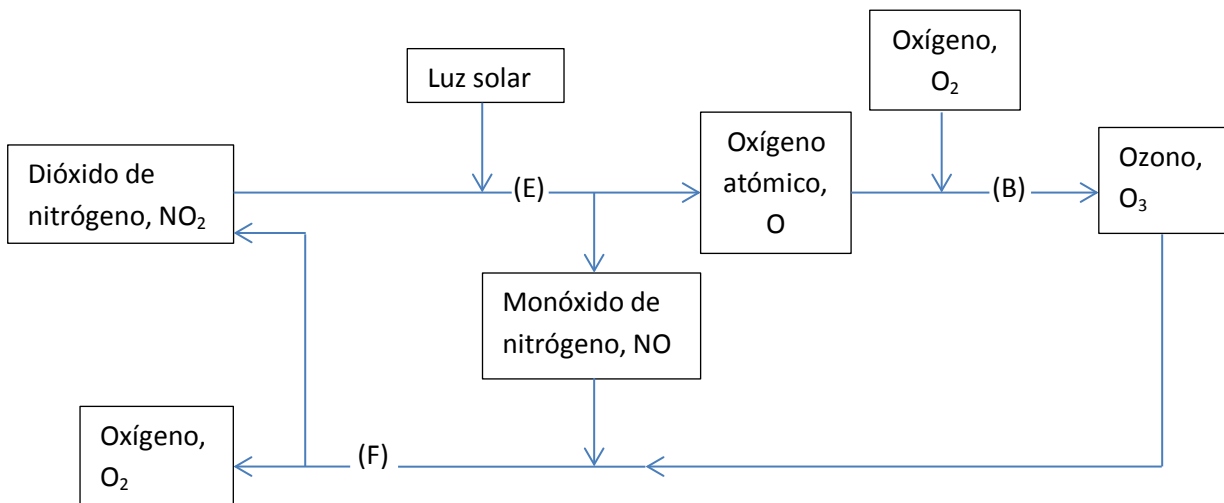 Luz solar
Oxígeno,
O₂
Dióxido de
nitrógeno, NO₂
(E)
Oxígeno
atómico,
O
(B)
Ozono,
O₃
Monóxido de
nitrógeno, NO
Oxígeno,
O₂
(F)